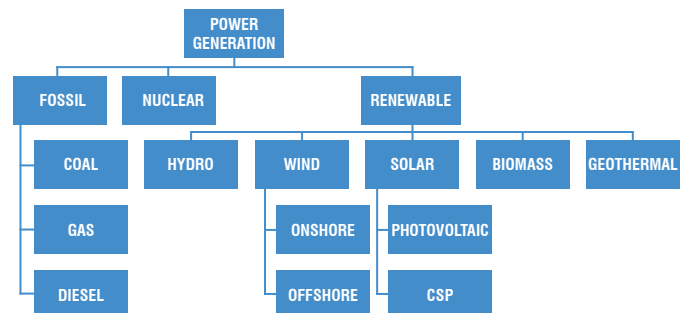 POWER
GENERATION
FOSSIL
NUCLEAR
RENEWABLE
COAL
HYDRO
WIND
SOLAR
BIOMASS
GEOTHERMAL
GAS
ONSHORE
PHOTOVOLTAIC
DIESEL
OFFSHORE
CSP